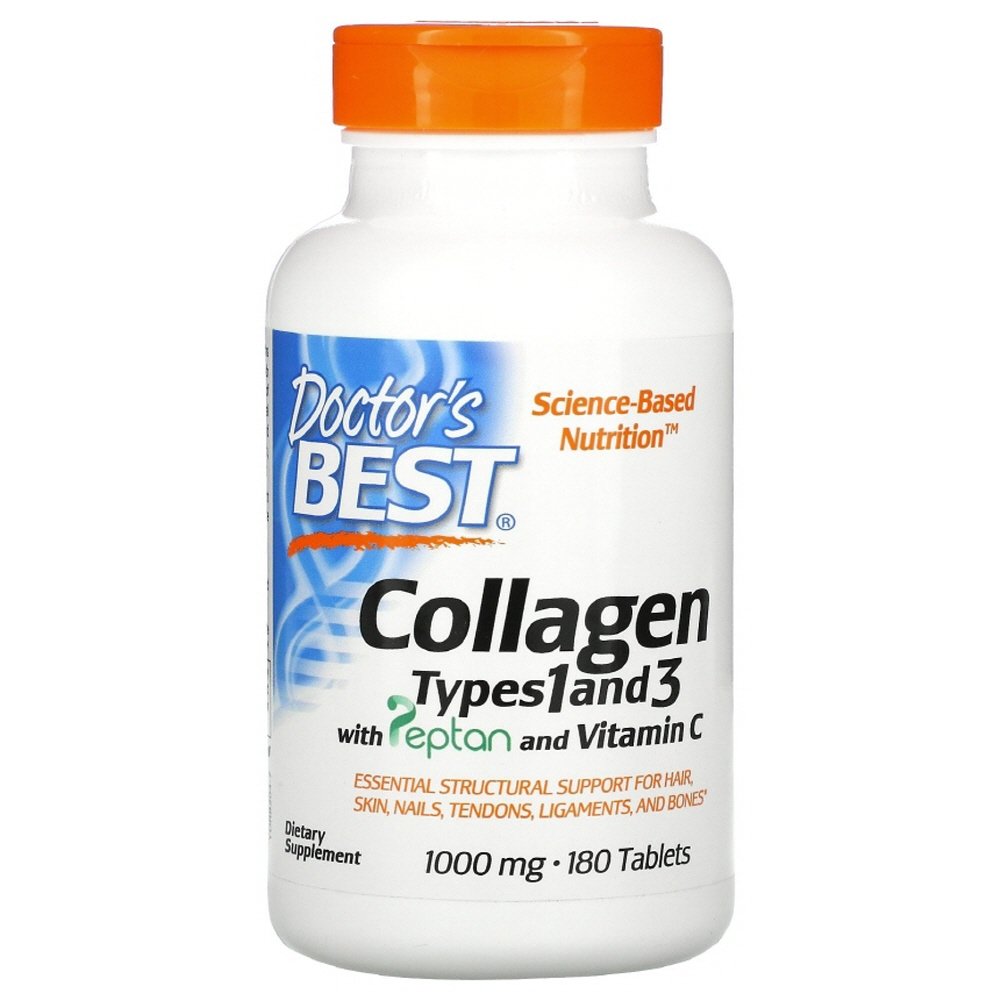 Doctor's
BEST®
Science-Based
Nutrition™
Collagen
Types 1 and 3
with Peptan and Vitamin C
ESSENTIAL STRUCTURAL SUPPORT FOR HAIR,
SKIN, NAILS, TENDONS, LIGAMENTS, AND BONES*
Dietary
Supplement
1000 mg • 180 Tablets